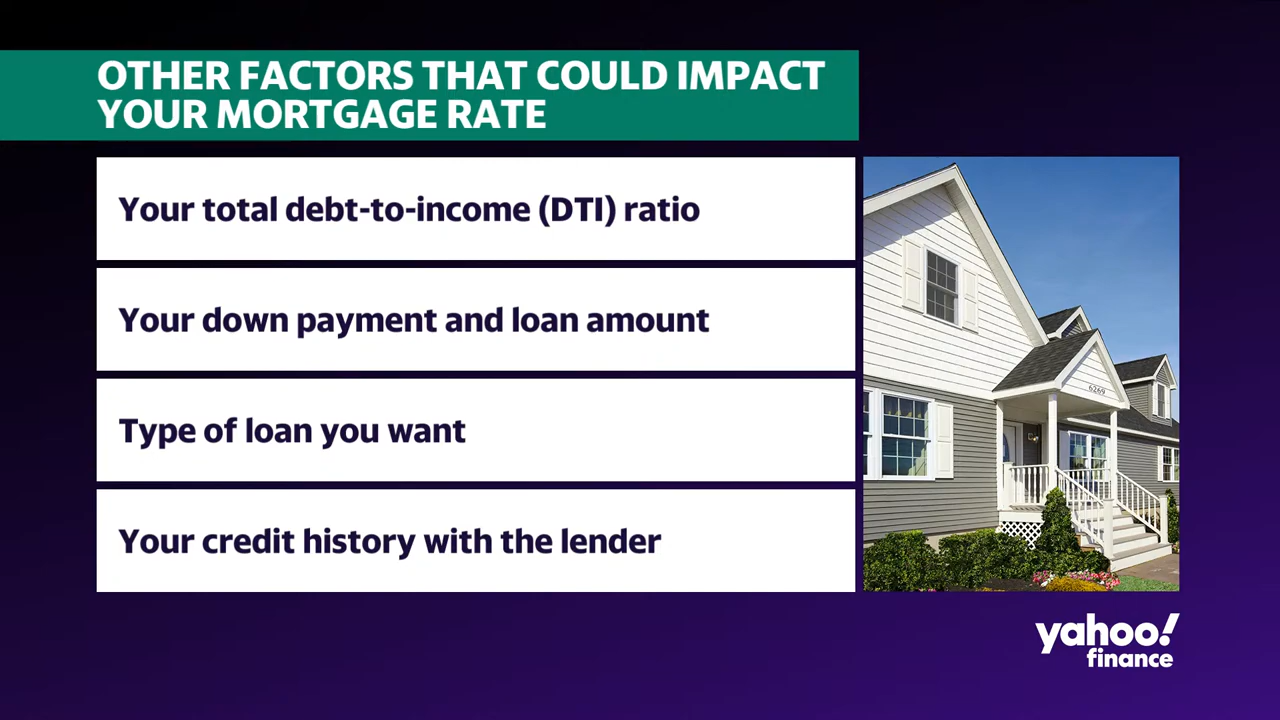 OTHER FACTORS THAT COULD IMPACT
YOUR MORTGAGE RATE
Your total debt-to-income (DTI) ratio
Your down payment and loan amount
Type of loan you want
Your credit history with the lender
6269
yahoo!
finance